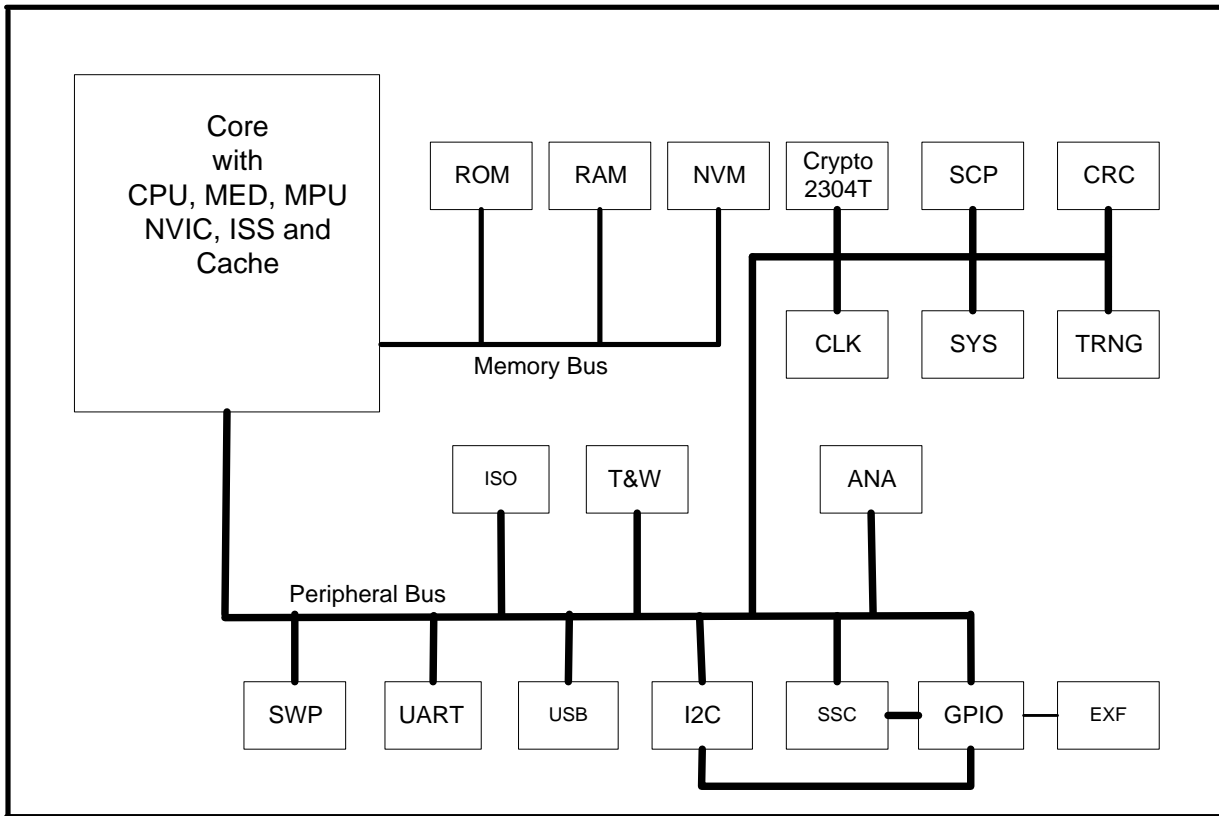 Core
with
CPU, MED, MPU
NVIC, ISS and
Cache
ROM
RAM
NVM
Crypto
2304T
SCP
CRC
Memory Bus
CLK
SYS
TRNG
ISO
T&W
ANA
Peripheral Bus
SWP
UART
USB
I2C
SSC
GPIO
EXF